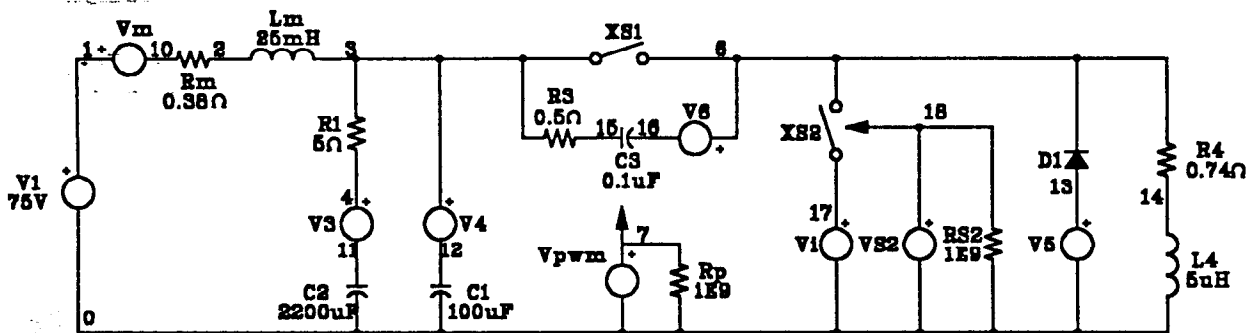 Lm
25mH
Vm
1
+
10
2
3
Rm
0.38Ω
XS1
6
R3
0.5Ω
15
16
V6
+
C3
0.1uF
R1
5Ω
XS2
18
D1
13
R4
0.74Ω
14
V1
75V
+
4
+
V3
11
+
V4
12
7
Vpwm
+
Rp
1E9
17
+
Vi
VS2
+
RS2
1E9
V5
+
L4
5uH
C2
2200uF
C1
100uF
0